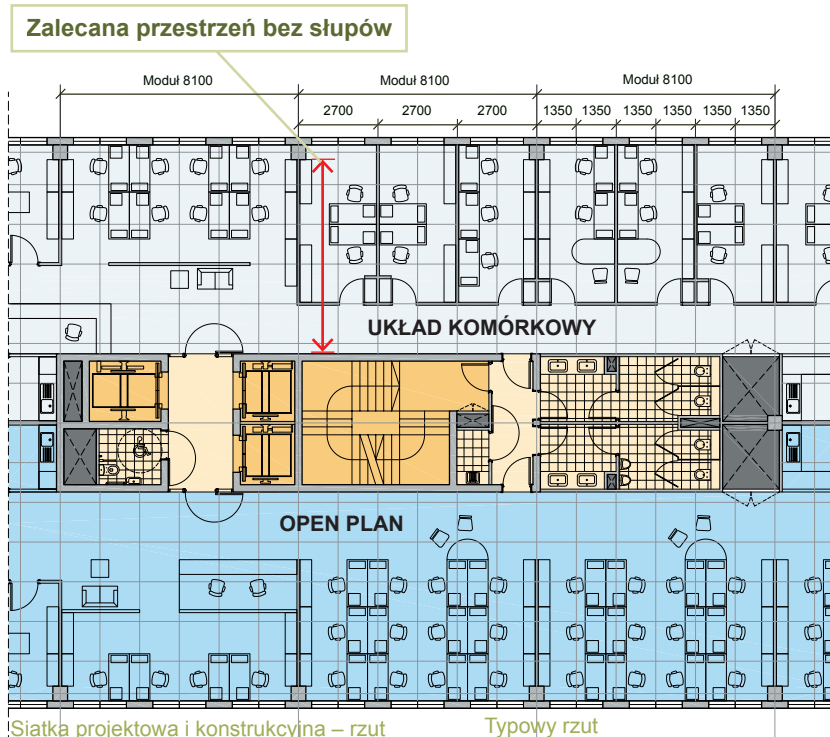 Zalecana przestrzeń bez słupów
Moduł 8100 Moduł 8100 Moduł 8100
2700 2700 2700 1350 1350 1350 1350 1350 1350
UKŁAD KOMÓRKOWY
OPEN PLAN
Siatka projektowa i konstrukcyjna – rzut Typowy rzut